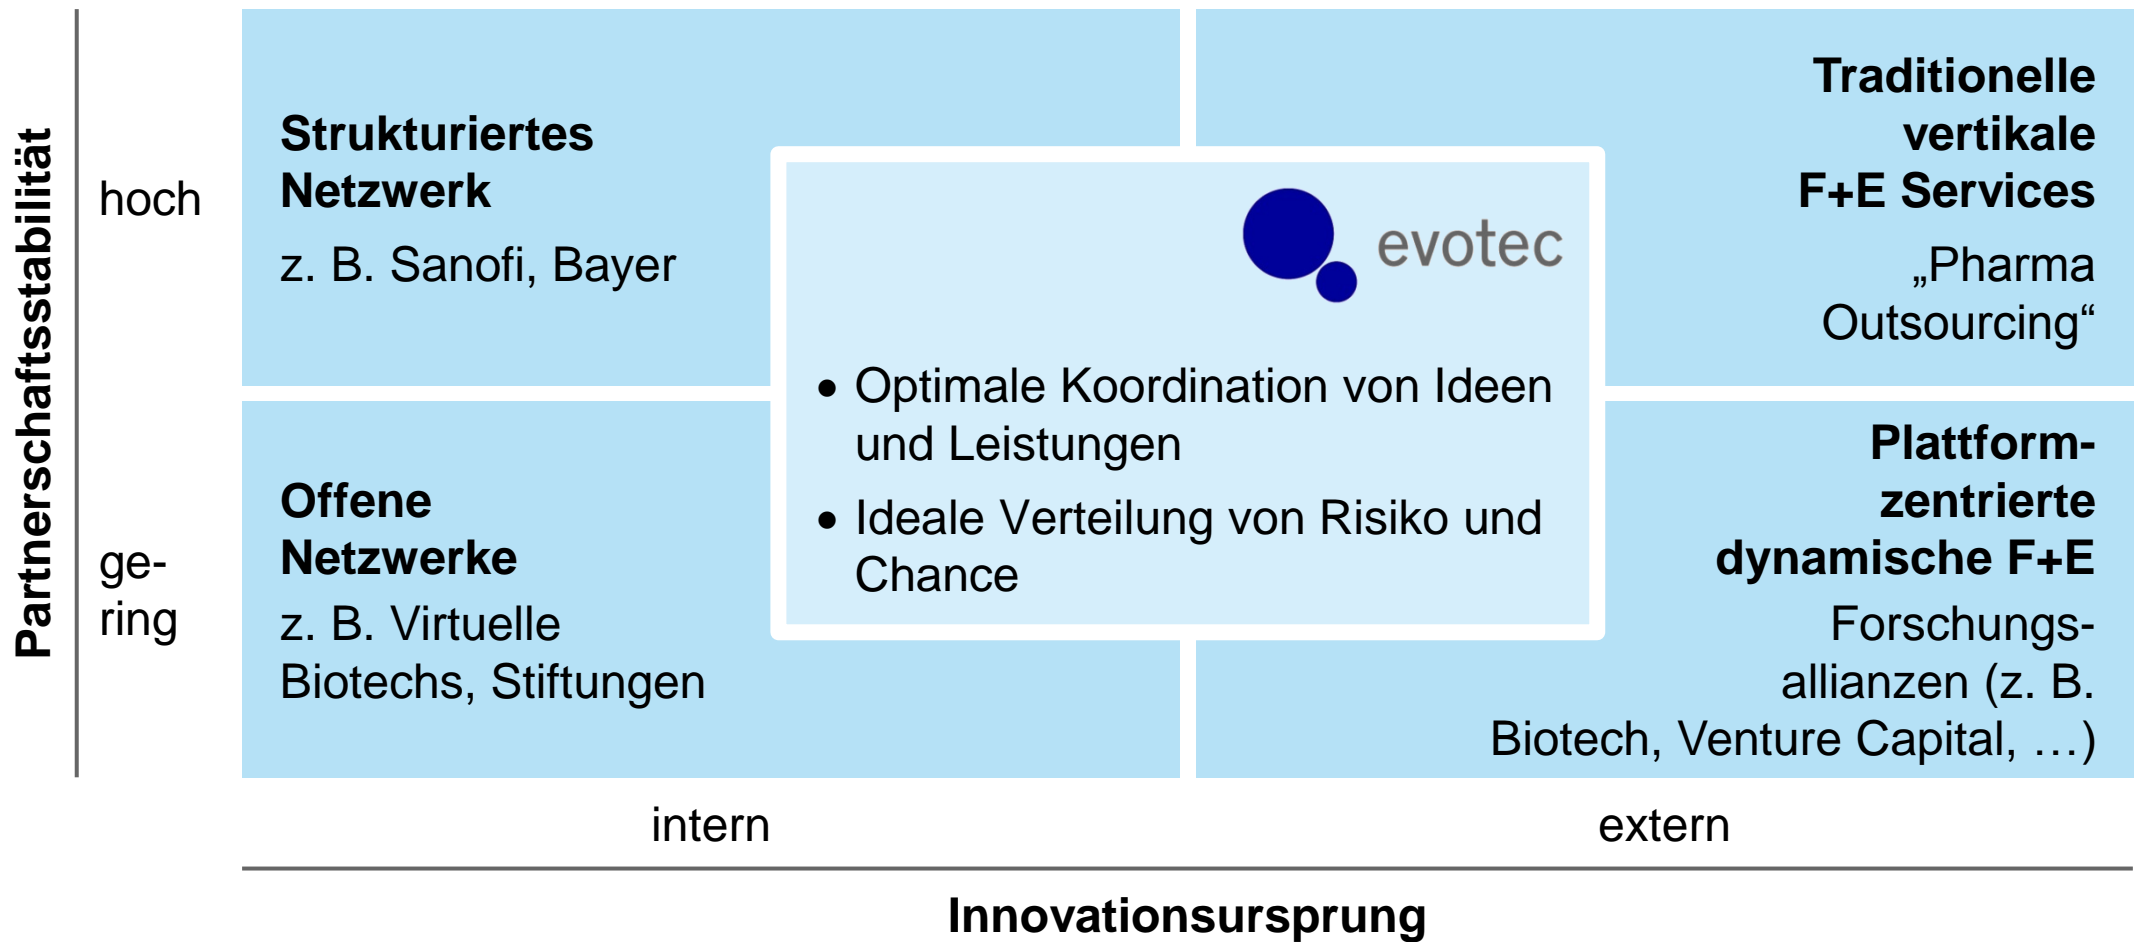 Partnerschaftsstabilität
hoch
ge-
ring
Strukturiertes
Netzwerk
z. B. Sanofi, Bayer
Traditionelle
vertikale
F+E Services
„Pharma
Outsourcing“
evotec
• Optimale Koordination von Ideen
und Leistungen
• Ideale Verteilung von Risiko und
Chance
Offene
Netzwerke
z. B. Virtuelle
Biotechs, Stiftungen
Plattform-
zentrierte
dynamische F+E
Forschungs-
allianzen (z. B.
Biotech, Venture Capital, …)
intern
extern
Innovationsursprung